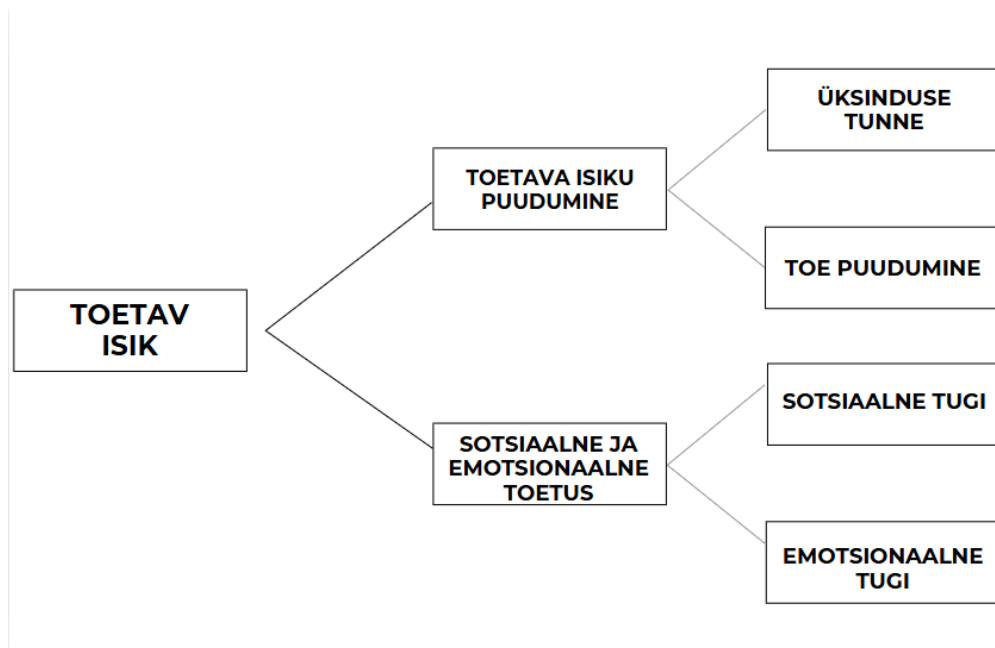 TOETAV
ISIK
TOETAVA ISIKU
PUUDUMINE
ÜKSINDUSE
TUNNE
TOE PUUDUMINE
SOTSIAALNE JA
EMOTSIONAALNE
TOETUS
SOTSIAALNE TUGI
EMOTSIONAALNE
TUGI